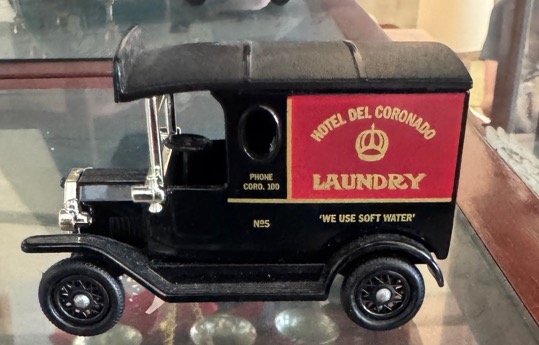 HOTEL DEL CORONADO
LAUNDRY
PHONE
CORO. 100
Nº5
'WE USE SOFT WATER'